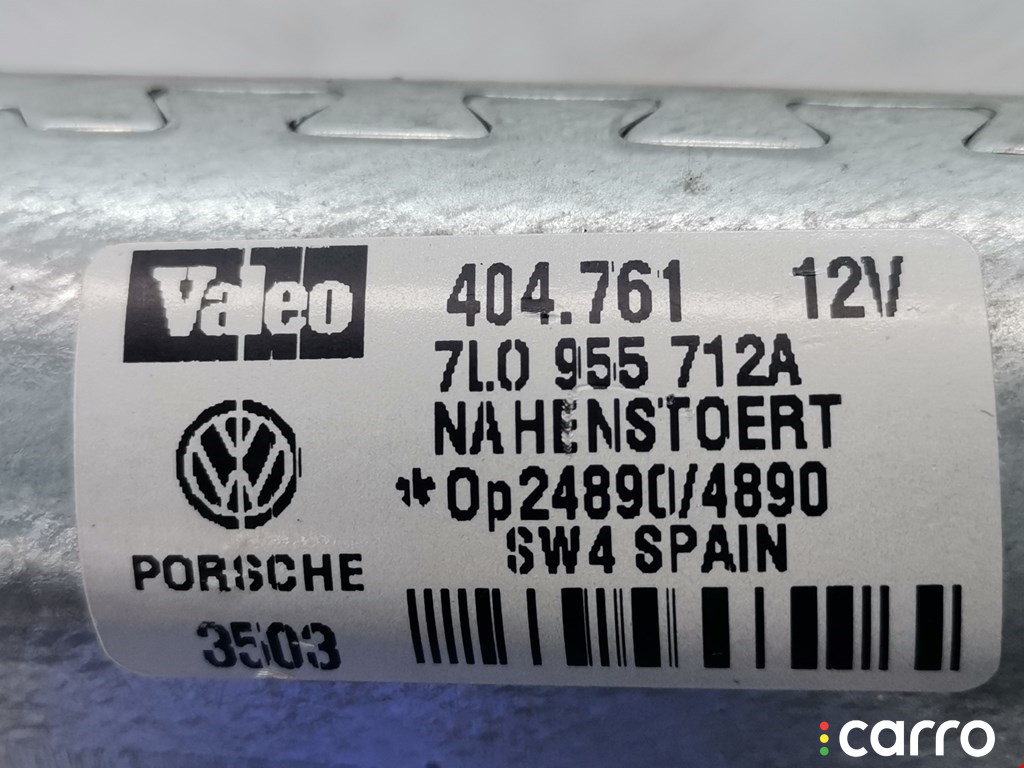 Valeo 404.761 12V
7L0 955 712A
NAHENSTOERT
*Op24890/4890
SW4 SPAIN
PORSCHE
3503
carro